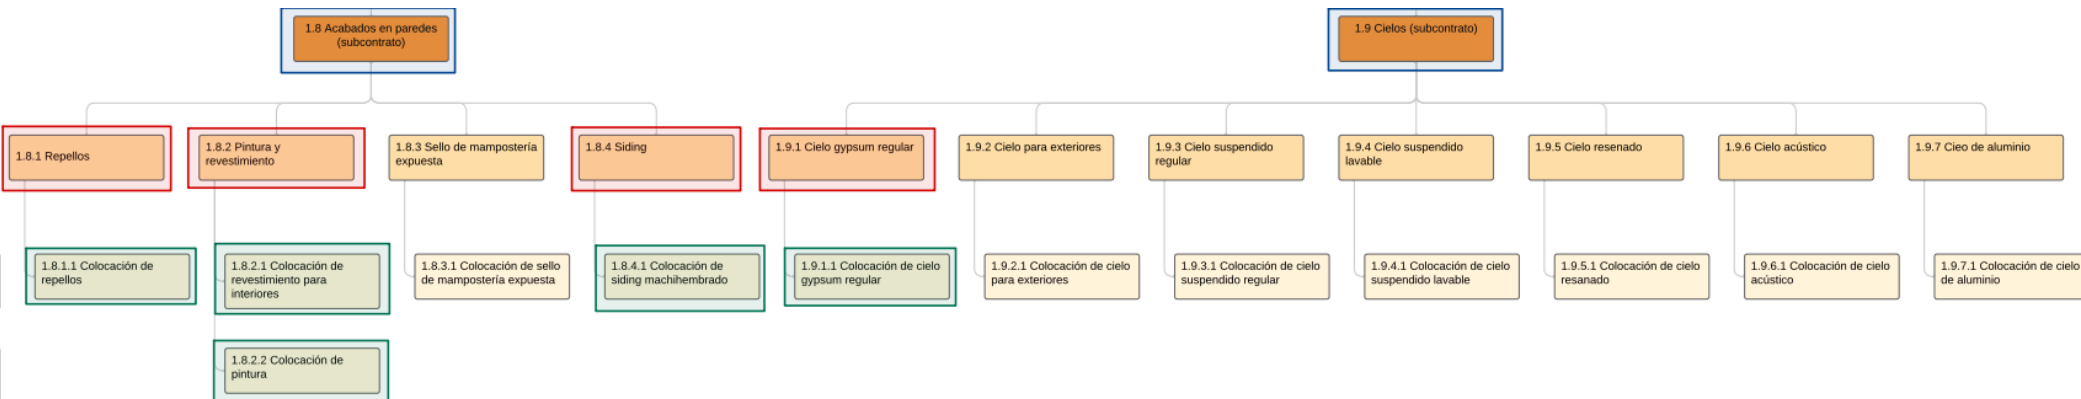 1.8 Acabados en paredes
(subcontrato)
1.9 Cielos (subcontrato)
1.8.1 Repellos
1.8.2 Pintura y
revestimiento
1.8.3 Sello de mampostería
expuesta
1.8.4 Siding
1.9.1 Cielo gypsum regular
1.9.2 Cielo para exteriores
1.9.3 Cielo suspendido
regular
1.9.4 Cielo suspendido
lavable
1.9.5 Cielo resenado
1.9.6 Cielo acústico
1.9.7 Cieo de aluminio
1.8.1.1 Colocación de
repellos
1.8.2.1 Colocación de
revestimiento para
interiores
1.8.3.1 Colocación de sello
de mampostería expuesta
1.8.4.1 Colocación de
siding machihembrado
1.9.1.1 Colocación de cielo
gypsum regular
1.9.2.1 Colocación de cielo
para exteriores
1.9.3.1 Colocación de cielo
suspendido regular
1.9.4.1 Colocación de cielo
suspendido lavable
1.9.5.1 Colocación de cielo
resanado
1.9.6.1 Colocación de cielo
acústico
1.9.7.1 Colocación de cielo
de aluminio
1.8.2.2 Colocación de
pintura